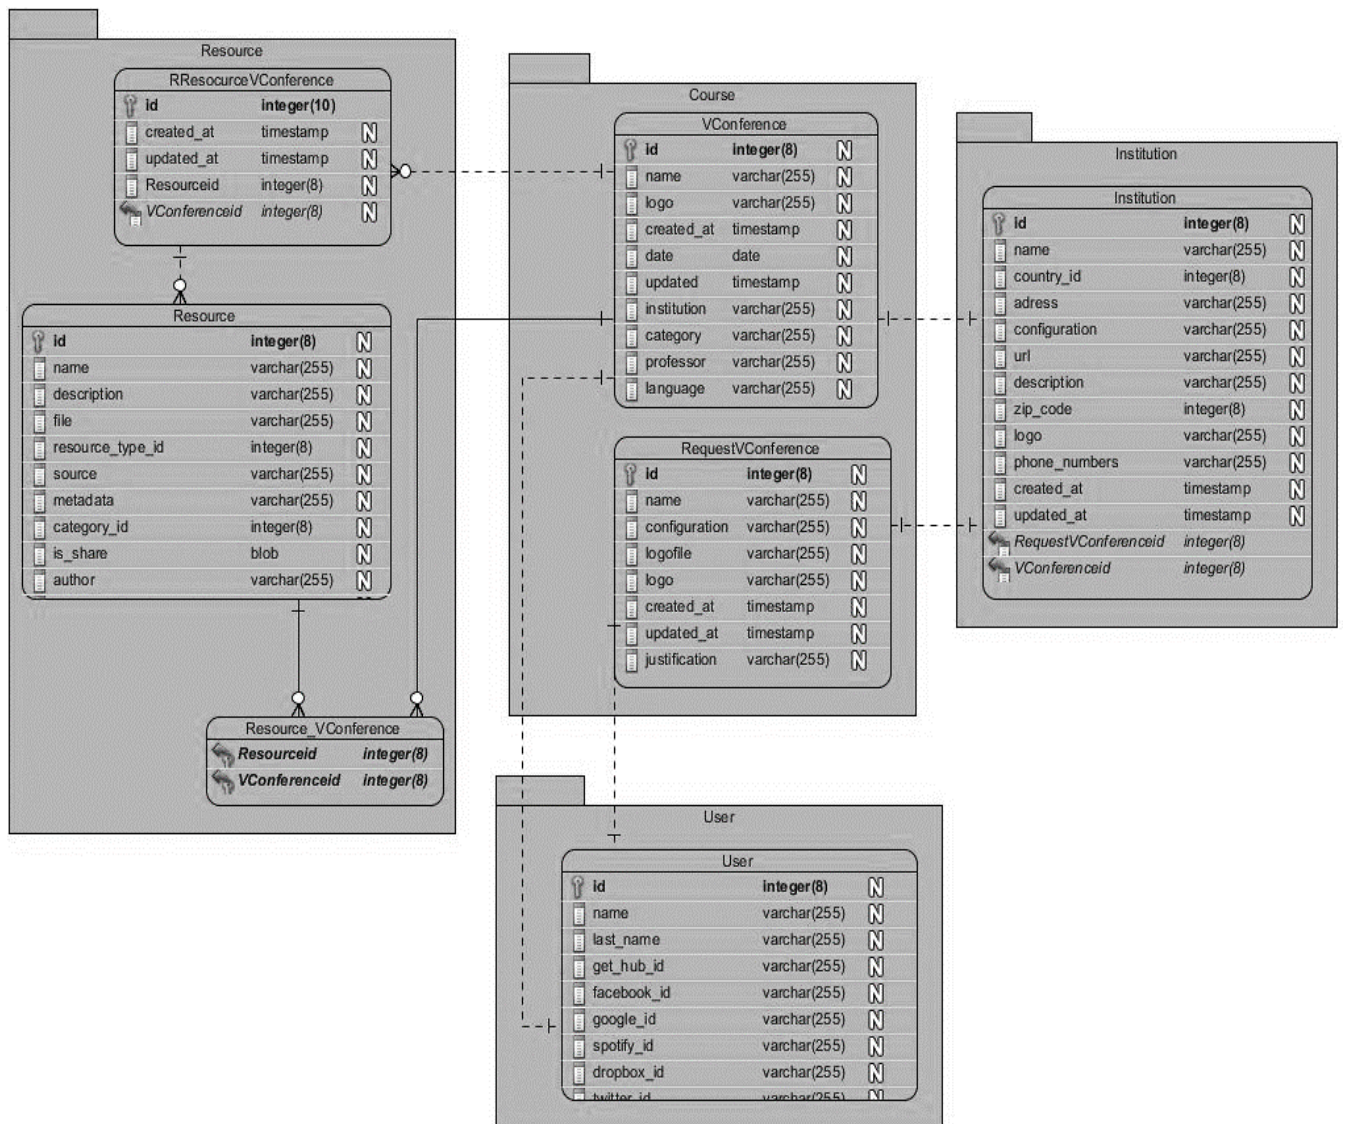 Resource
RResocurceVConference
id integer(10)
created_at timestamp N
updated_at timestamp N
Resourceid integer(8) N
VConferenceid integer(8) N
Resource
id integer(8) N
name varchar(255) N
description varchar(255) N
file varchar(255) N
resource_type_id integer(8) N
source varchar(255) N
metadata varchar(255) N
category_id integer(8) N
is_share blob N
author varchar(255) N
Resource_VConference
Resourceid integer(8)
VConferenceid integer(8)
Course
VConference
id integer(8) N
name varchar(255) N
logo varchar(255) N
created_at timestamp N
date date N
updated timestamp N
institution varchar(255) N
category varchar(255) N
professor varchar(255) N
language varchar(255) N
RequestVConference
id integer(8) N
name varchar(255) N
configuration varchar(255) N
logofile varchar(255) N
logo varchar(255) N
created_at timestamp N
updated_at timestamp N
justification varchar(255) N
Institution
Institution
id integer(8) N
name varchar(255) N
country_id integer(8) N
adress varchar(255) N
configuration varchar(255) N
url varchar(255) N
description varchar(255) N
zip_code integer(8) N
logo varchar(255) N
phone_numbers varchar(255) N
created_at timestamp N
updated_at timestamp N
RequestVConferenceid integer(8)
VConferenceid integer(8)
User
User
id integer(8) N
name varchar(255) N
last_name varchar(255) N
get_hub_id varchar(255) N
facebook_id varchar(255) N
google_id varchar(255) N
spotify_id varchar(255) N
dropbox_id varchar(255) N
twitter_id varchar(255) N